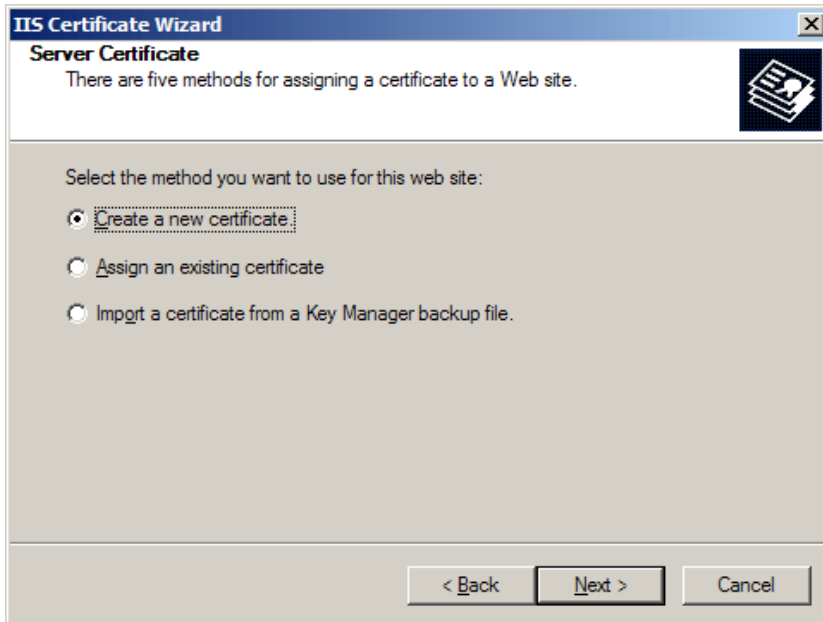 IIS Certificate Wizard
Server Certificate
There are five methods for assigning a certificate to a Web site.
Select the method you want to use for this web site:
Create a new certificate.
Assign an existing certificate
Import a certificate from a Key Manager backup file.
< Back Next > Cancel